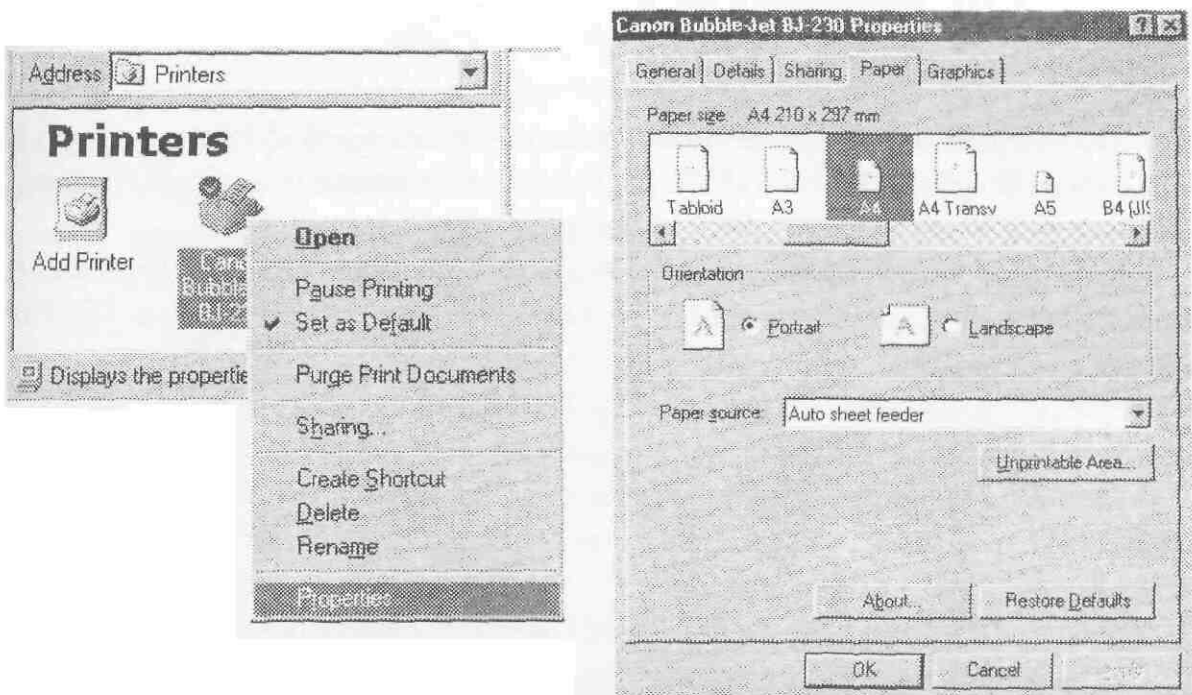 Address Printers
Printers
Add Printer
Open
Pause Printing
Set as Default
Purge Print Documents
Sharing...
Create Shortcut
Delete
Rename
Properties
Displays the propertie
Canon Bubble-Jet BJ-230 Properties
General Details Sharing Paper Graphics
Paper size: A4 210 x 297 mm
Tabloid A3 A4 A4 Transv A5 B4 (JIS
Orientation
A Portrait A Landscape
Paper source: Auto sheet feeder
Unprintable Area...
About... Restore Defaults
OK Cancel